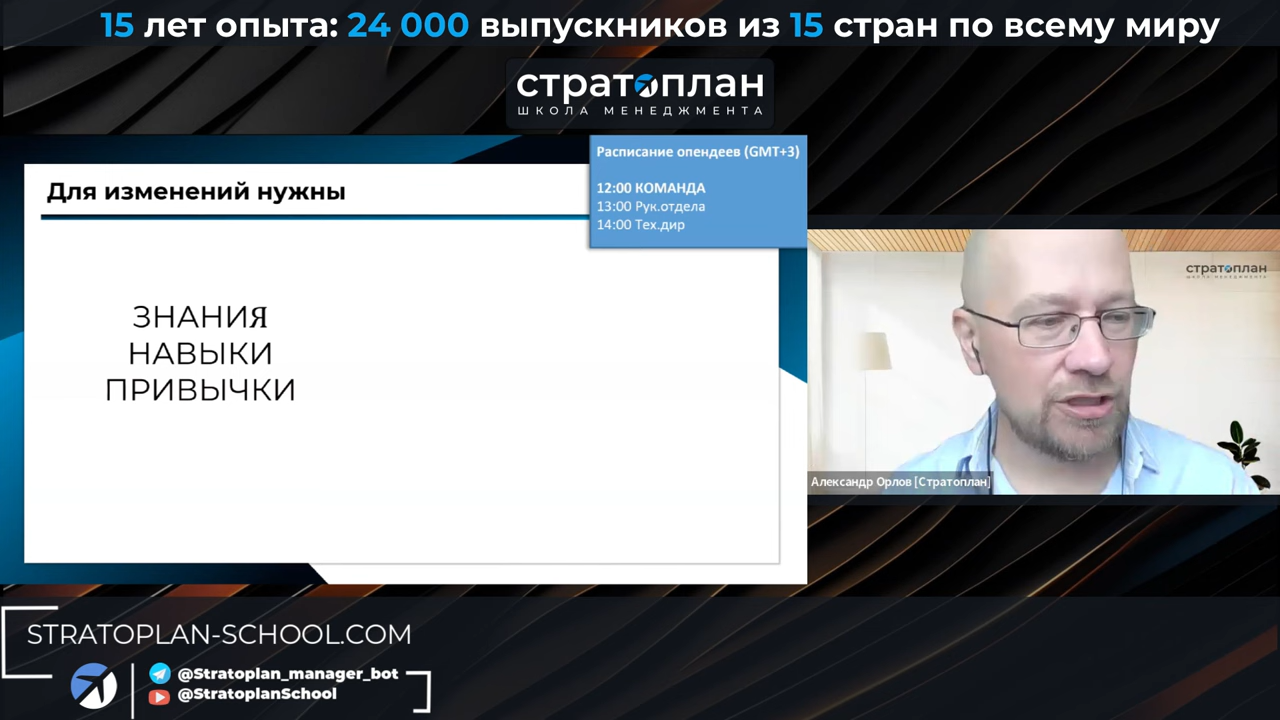 15 лет опыта: 24 000 выпускников из 15 стран по всему миру
стратоплан
ШКОЛА МЕНЕДЖМЕНТА
Для изменений нужны
Расписание опендеев (GMT+3)
12:00 КОМАНДА
13:00 Рук.отдела
14:00 Тех.дир
ЗНАНИЯ
НАВЫКИ
ПРИВЫЧКИ
стратоплан
ШКОЛА МЕНЕДЖМЕНТА
Александр Орлов [Стратоплан]
STRATOPLAN-SCHOOL.COM
@Stratoplan_manager_bot
@StratoplanSchool